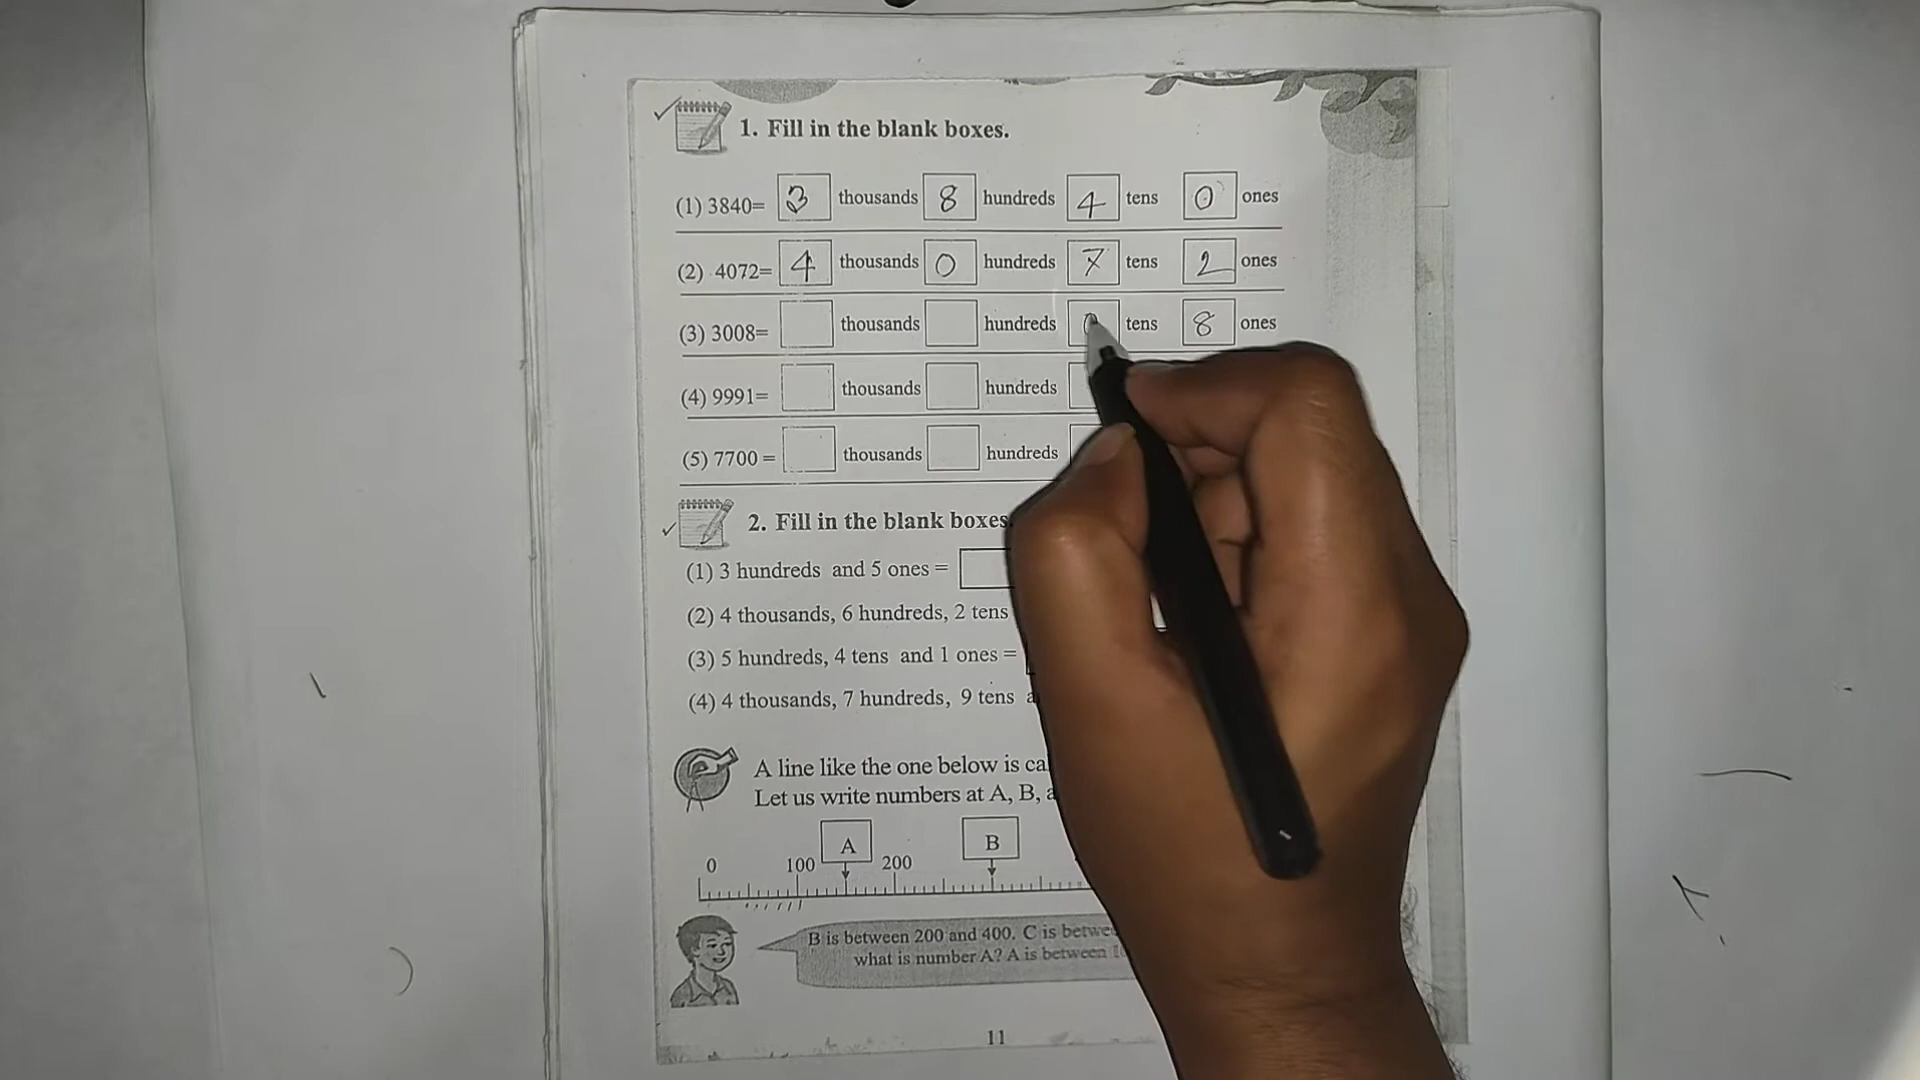 1. Fill in the blank boxes.
(1) 3840= 3 thousands 8 hundreds 4 tens 0 ones
(2) 4072= 4 thousands 0 hundreds 7 tens 2 ones
(3) 3008= thousands hundreds 0 tens 8 ones
(4) 9991= thousands hundreds
(5) 7700 = thousands hundreds
2. Fill in the blank boxes.
(1) 3 hundreds and 5 ones =
(2) 4 thousands, 6 hundreds, 2 tens
(3) 5 hundreds, 4 tens and 1 ones =
(4) 4 thousands, 7 hundreds, 9 tens
A line like the one below is
Let us write numbers at A, B,
A B
0 100 200
B is between 200 and 400. C is
what is number A? A is between
11